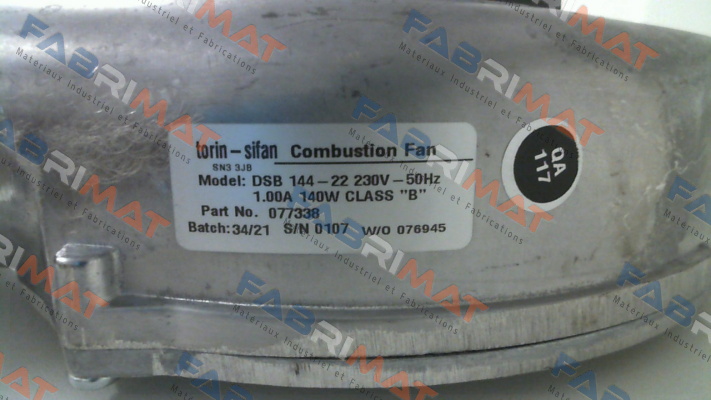 torin-sifan Combustion Fan
SN3 3JB
Model: DSB 144-22 230V-50Hz
1.00A 140W CLASS "B"
Part No. 077338
Batch: 34/21 S/N 0107 W/O 076945
QA
117
FABRIMAT
Materiaux Industriel et Fabrications